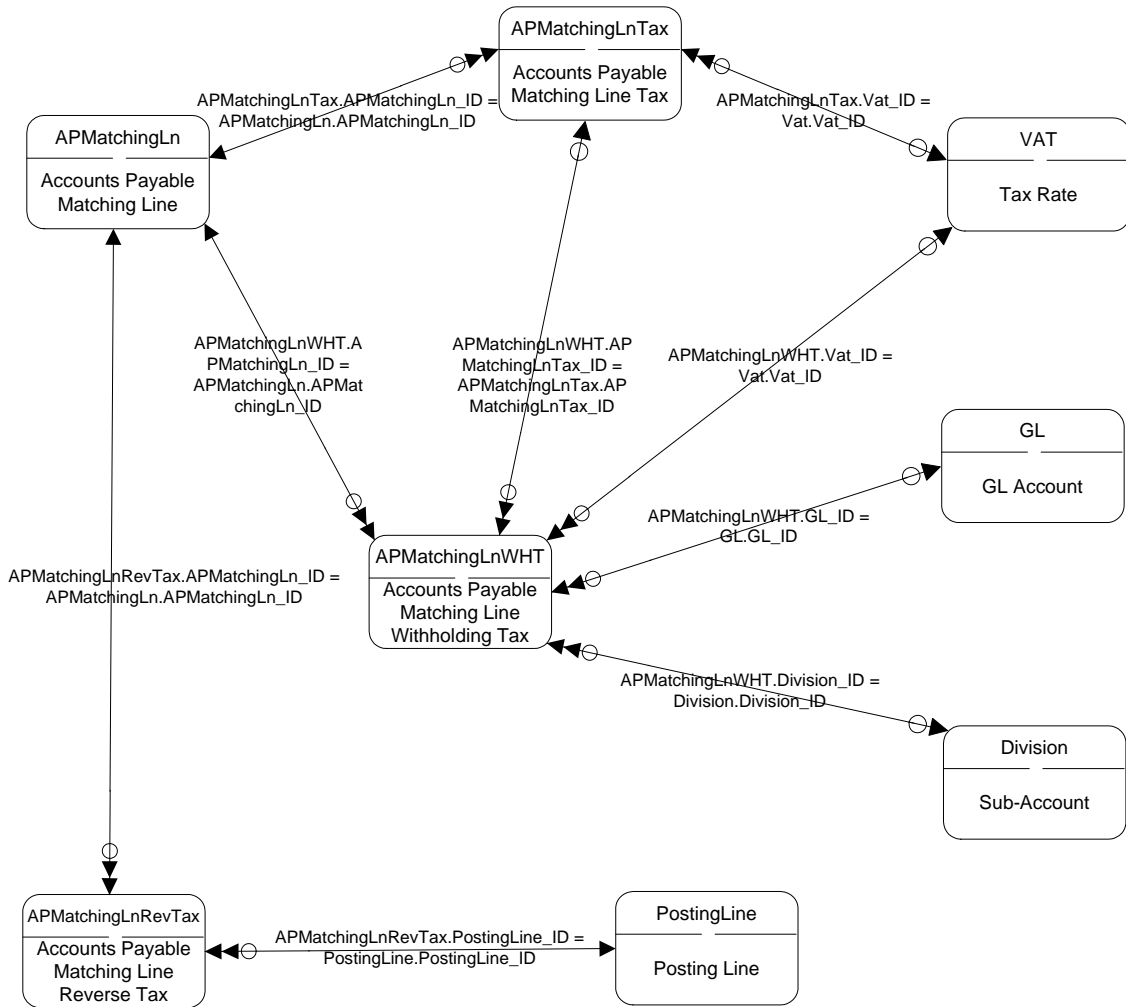 APMatchingLnTax
Accounts Payable
Matching Line Tax
APMatchingLnTax.APMatchingLn_ID =
APMatchingLn.APMatchingLn_ID
APMatchingLnTax.Vat_ID =
Vat.Vat_ID
APMatchingLn
Accounts Payable
Matching Line
VAT
Tax Rate
APMatchingLnWHT.A
PMatchingLn_ID =
APMatchingLn.APMat
chingLn_ID
APMatchingLnWHT.AP
MatchingLnTax_ID =
APMatchingLnTax.AP
MatchingLnTax_ID
APMatchingLnWHT.Vat_ID =
Vat.Vat_ID
GL
GL Account
APMatchingLnWHT.GL_ID =
GL.GL_ID
APMatchingLnWHT
Accounts Payable
Matching Line
Withholding Tax
APMatchingLnRevTax.APMatchingLn_ID =
APMatchingLn.APMatchingLn_ID
APMatchingLnWHT.Division_ID =
Division.Division_ID
Division
Sub-Account
APMatchingLnRevTax
Accounts Payable
Matching Line
Reverse Tax
APMatchingLnRevTax.PostingLine_ID =
PostingLine.PostingLine_ID
PostingLine
Posting Line